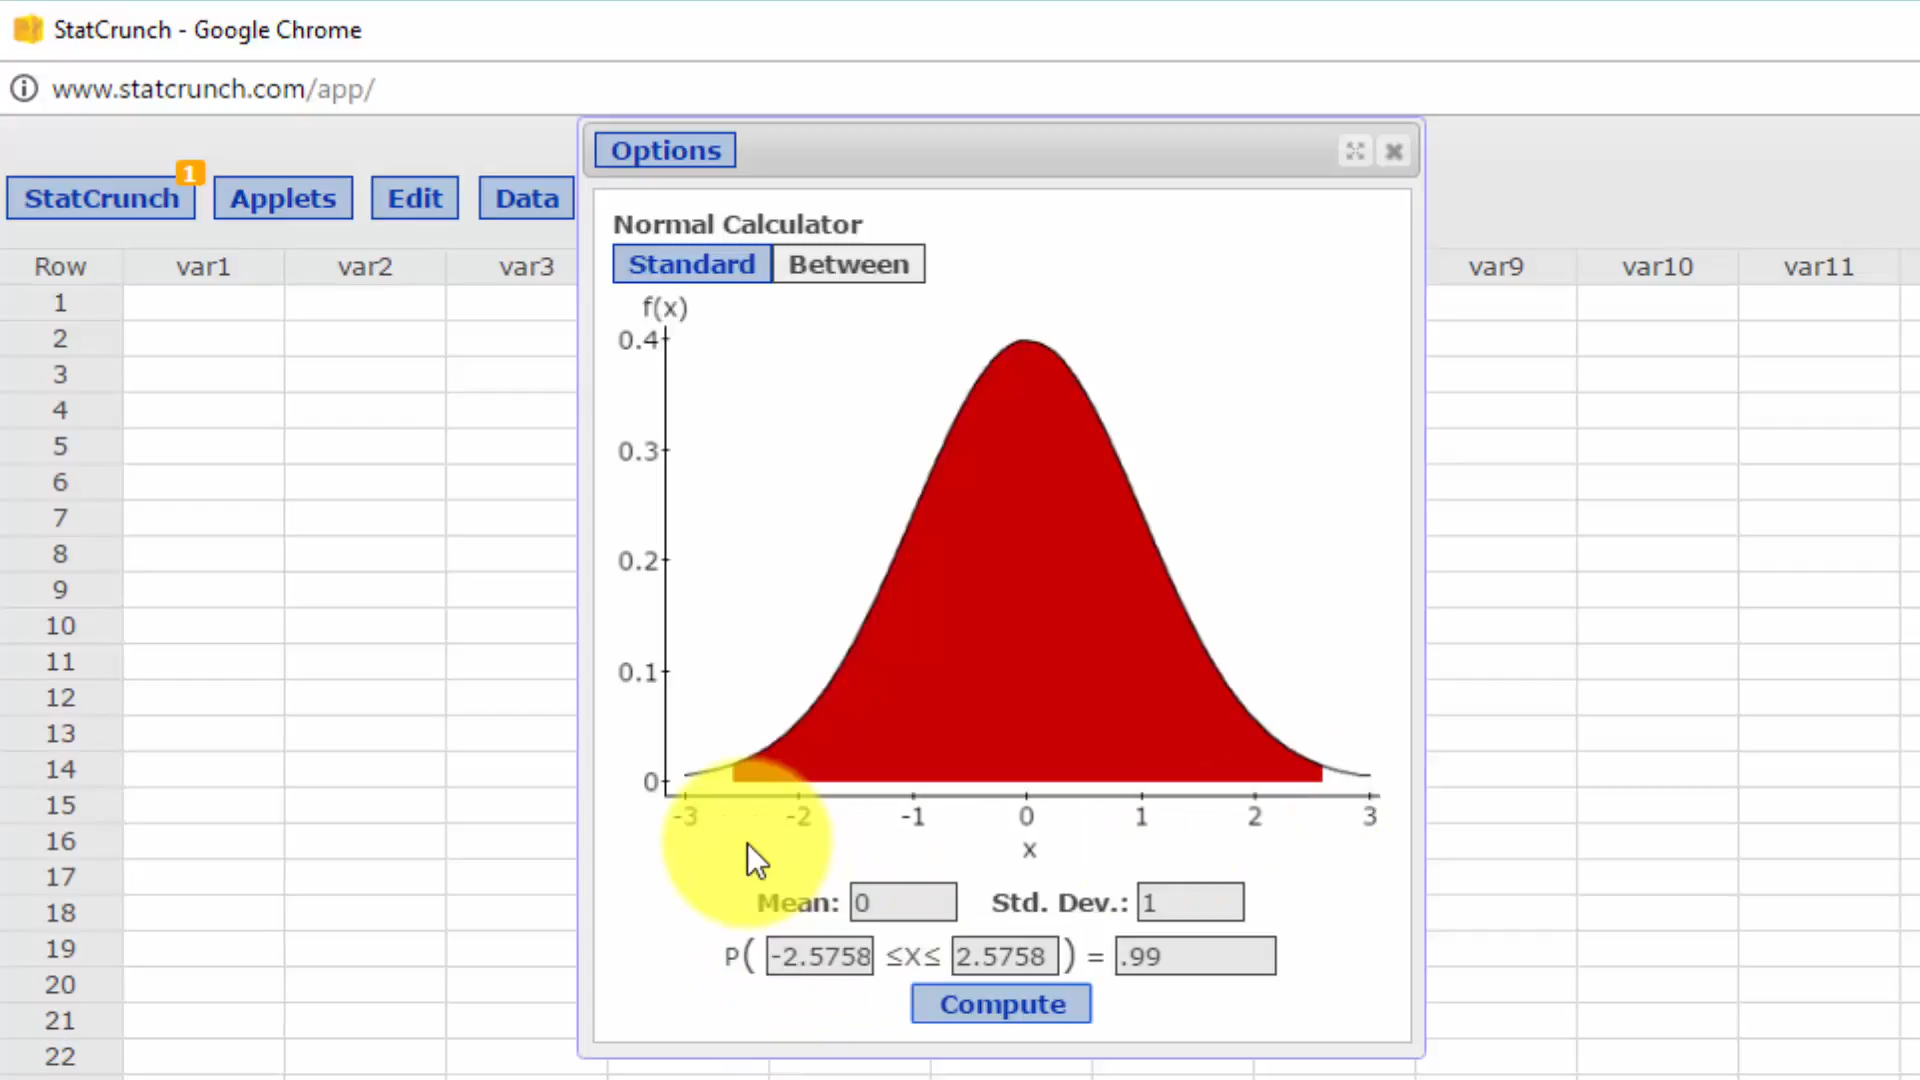 StatCrunch - Google Chrome
www.statcrunch.com/app/
Options
StatCrunch 1 Applets Edit Data
Normal Calculator
Standard Between
Row var1 var2 var3 var9 var10 var11
f(x)
0.4
0.3
0.2
0.1
0
-3 -2 -1 0 1 2 3
x
Mean: 0 Std. Dev.: 1
P( -2.5758 ≤X≤ 2.5758 ) = .99
Compute
1
2
3
4
5
6
7
8
9
10
11
12
13
14
15
16
17
18
19
20
21
22